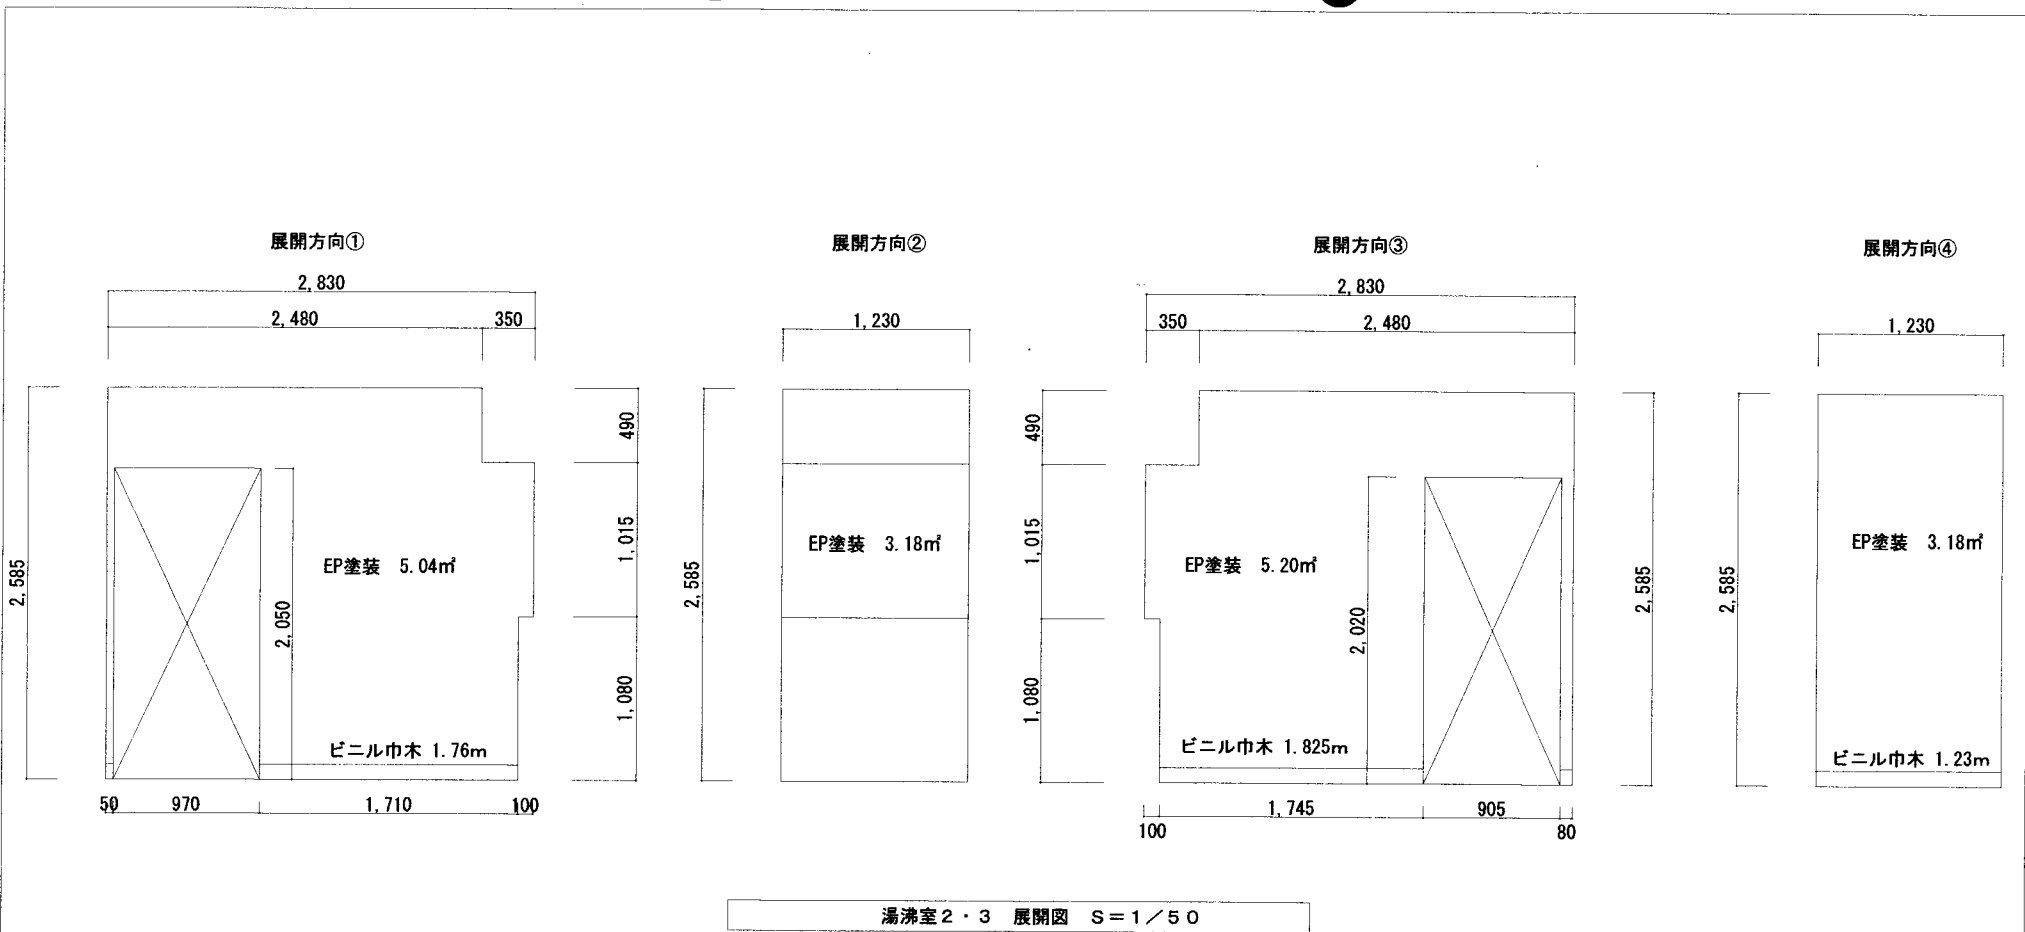 展開方向①
2,830
2,480
350
2,585
490
1,015
1,080
2,050
EP塗装 5.04㎡
ビニル巾木 1.76m
50
970
1,710
100
展開方向②
1,230
2,585
EP塗装 3.18㎡
展開方向③
2,830
350
2,480
490
1,015
1,080
EP塗装 5.20㎡
2,020
2,585
ビニル巾木 1.825m
100
1,745
905
80
展開方向④
1,230
2,585
EP塗装 3.18㎡
ビニル巾木 1.23m
湯沸室2・3 展開図 S=1/50